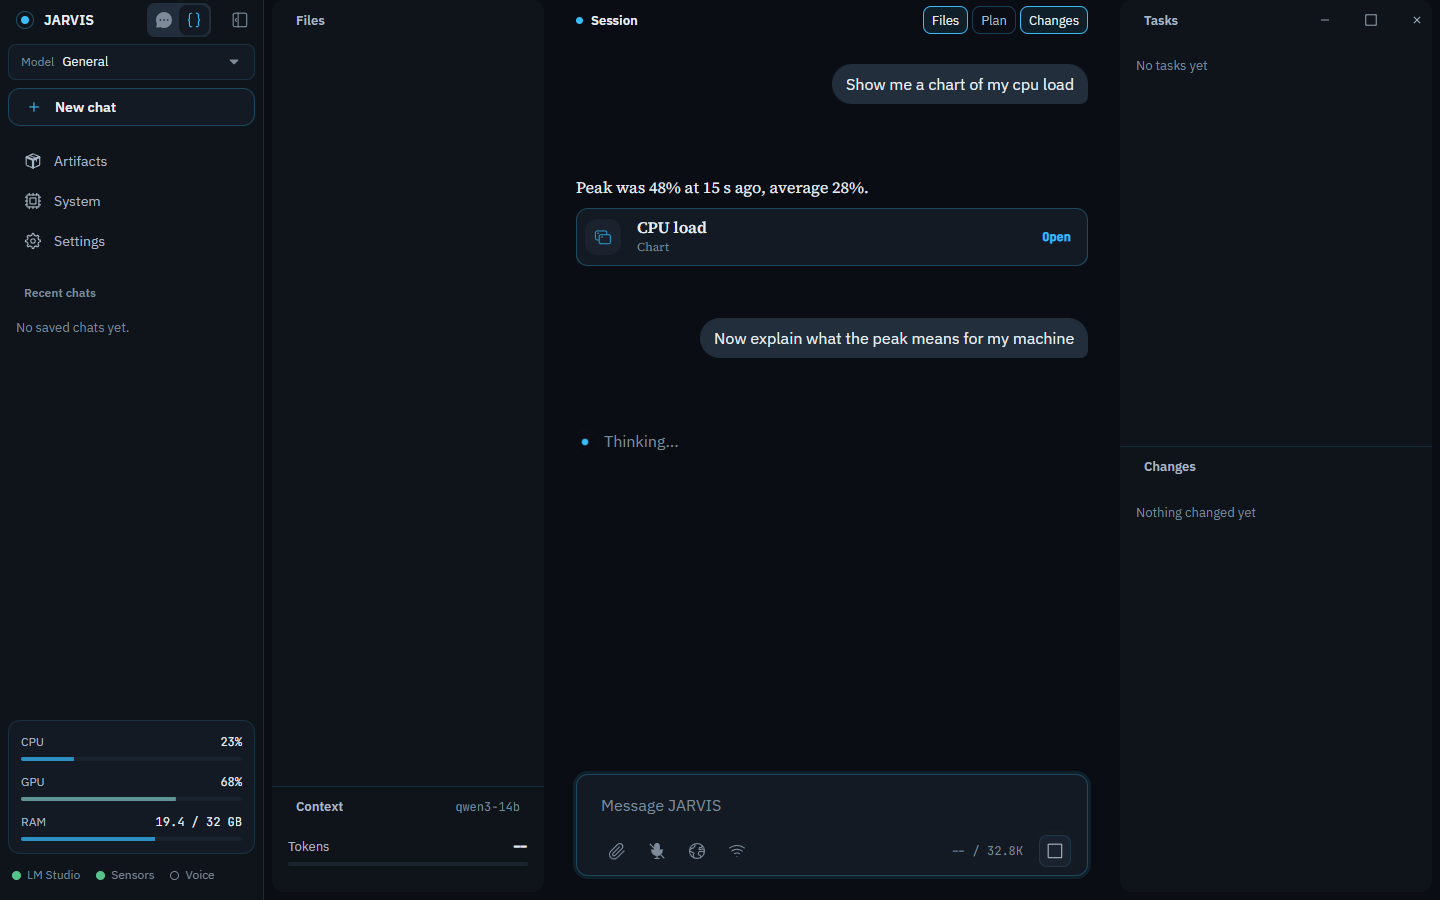 JARVIS
Model General
New chat
Artifacts
System
Settings
Recent chats
No saved chats yet.
CPU 23%
GPU 68%
RAM 19.4 / 32 GB
LM Studio Sensors Voice
Files
Context qwen3-14b
Tokens —
Session Files Plan Changes
Show me a chart of my cpu load
Peak was 48% at 15 s ago, average 28%.
CPU load
Chart
Open
Now explain what the peak means for my machine
Thinking...
Message JARVIS
-- / 32.8K
Tasks
No tasks yet
Changes
Nothing changed yet